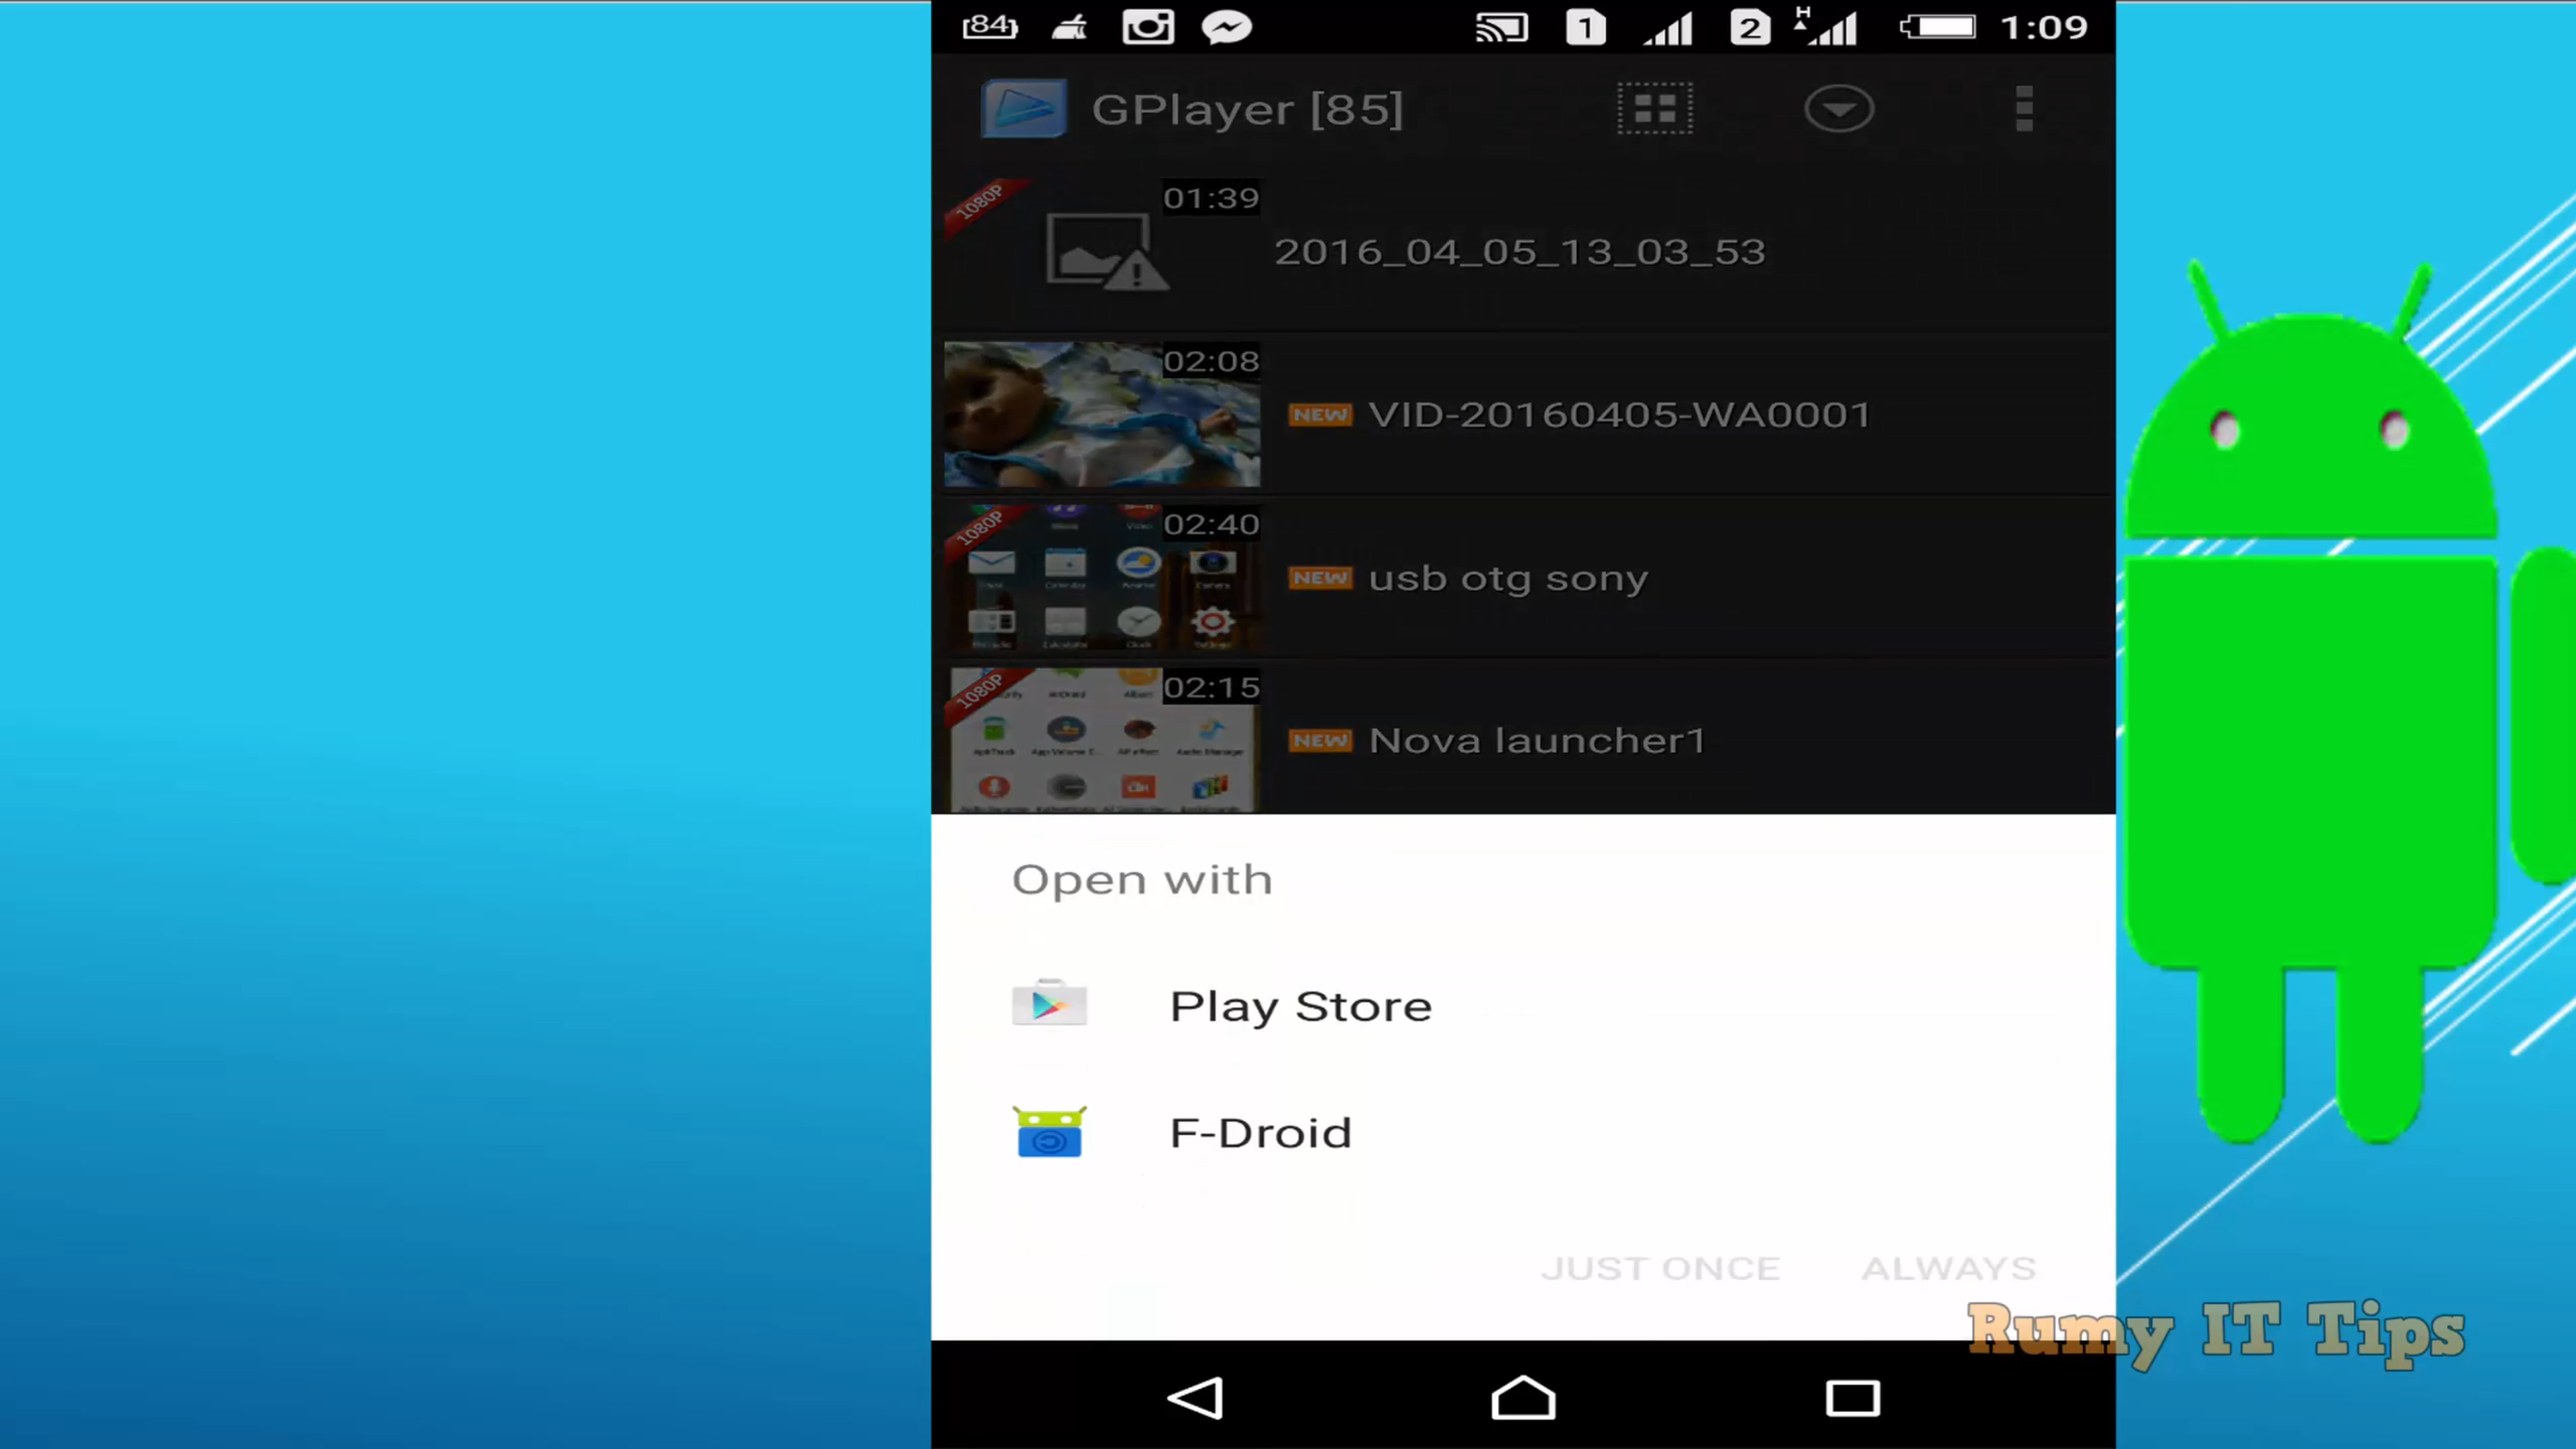 84
1 2 H 1:09
GPlayer [85]
1080P 01:39
2016_04_05_13_03_53
02:08
NEW VID-20160405-WA0001
1080P 02:40
NEW usb otg sony
1080P 02:15
NEW Nova launcher1
Open with
Play Store
F-Droid
JUST ONCE ALWAYS
Rumy IT Tips